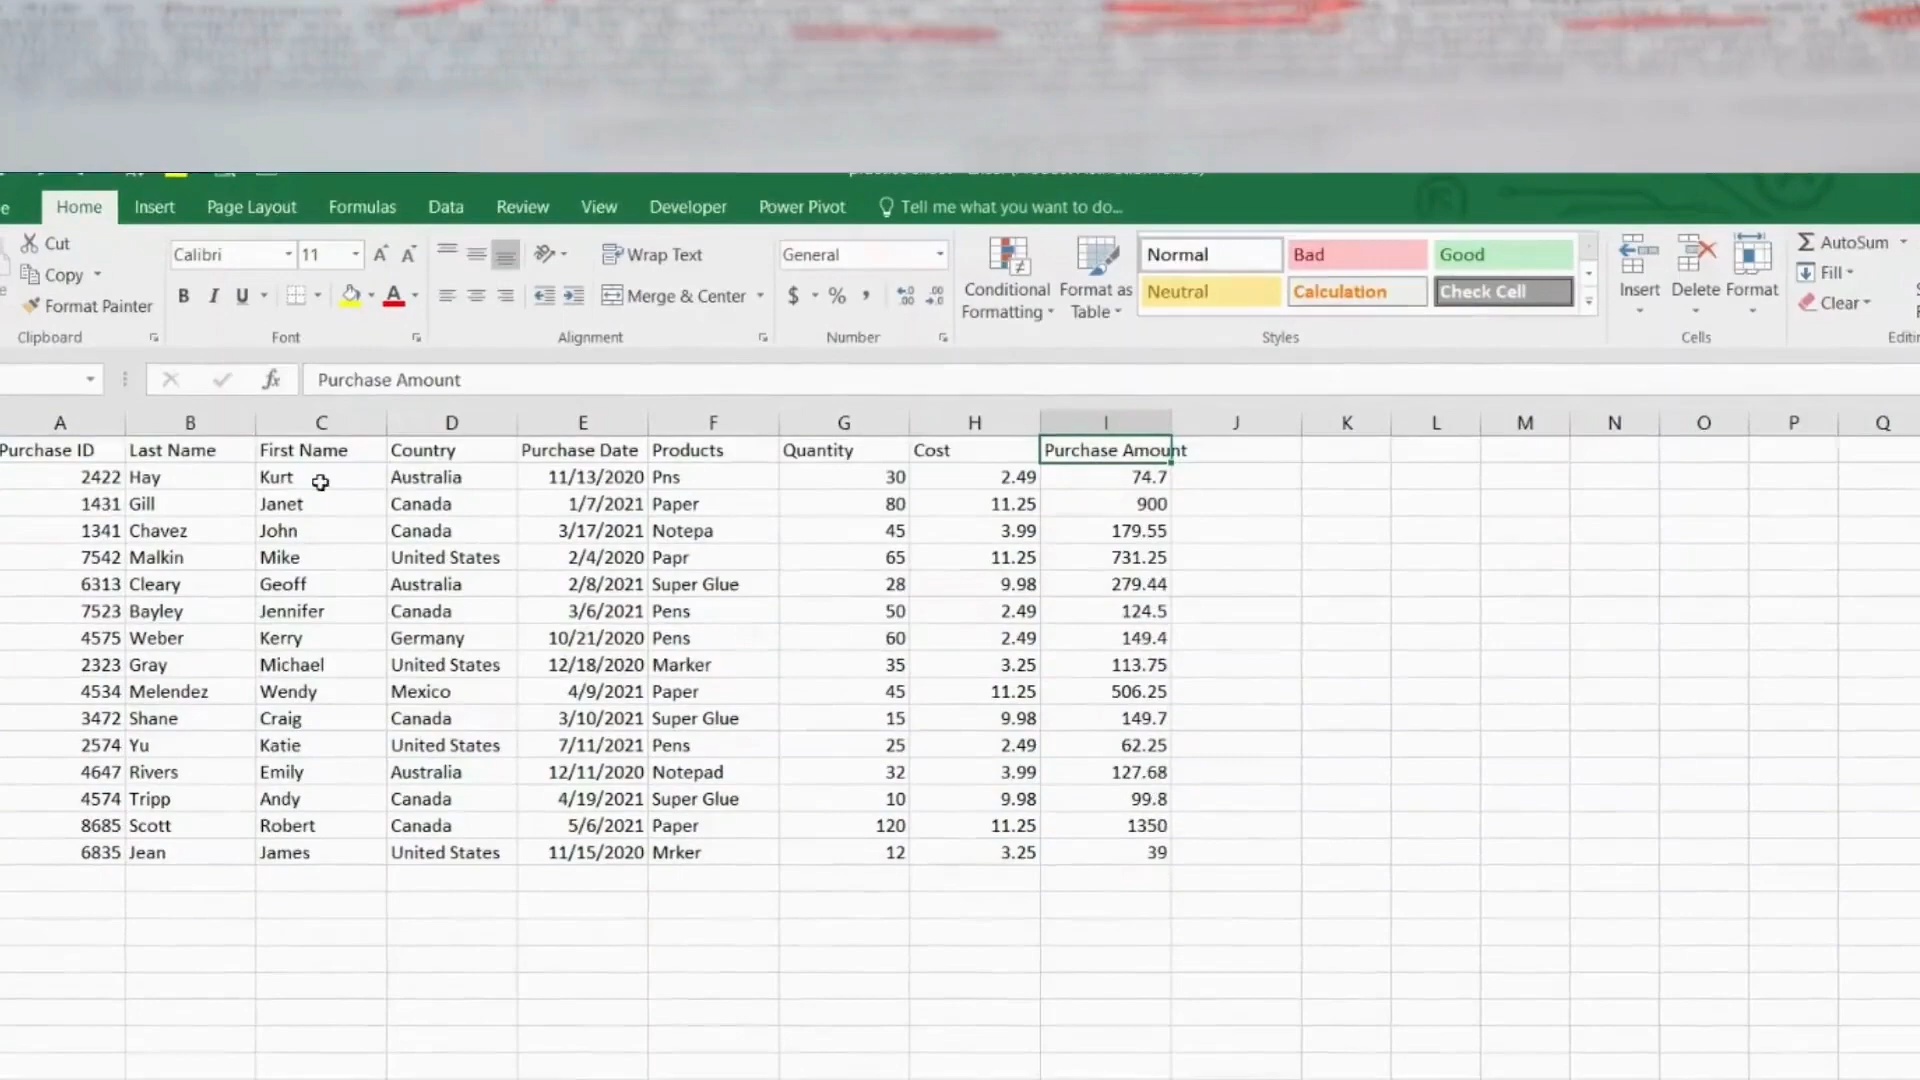 Home Insert Page Layout Formulas Data Review View Developer Power Pivot Tell me what you want to do...
Cut
Copy
Format Painter
Clipboard
Calibri 11
B I U
Font
Wrap Text
Merge & Center
Alignment
General
$ % ,
Number
Conditional Formatting
Format as Table
Normal Bad Good
Neutral Calculation Check Cell
Styles
Insert Delete Format
Cells
AutoSum
Fill
Clear
fx Purchase Amount
A B C D E F G H I J K L M N O P Q
Purchase ID Last Name First Name Country Purchase Date Products Quantity Cost Purchase Amount
2422 Hay Kurt Australia 11/13/2020 Pns 30 2.49 74.7
1431 Gill Janet Canada 1/7/2021 Paper 80 11.25 900
1341 Chavez John Canada 3/17/2021 Notepa 45 3.99 179.55
7542 Malkin Mike United States 2/4/2020 Papr 65 11.25 731.25
6313 Cleary Geoff Australia 2/8/2021 Super Glue 28 9.98 279.44
7523 Bayley Jennifer Canada 3/6/2021 Pens 50 2.49 124.5
4575 Weber Kerry Germany 10/21/2020 Pens 60 2.49 149.4
2323 Gray Michael United States 12/18/2020 Marker 35 3.25 113.75
4534 Melendez Wendy Mexico 4/9/2021 Paper 45 11.25 506.25
3472 Shane Craig Canada 3/10/2021 Super Glue 15 9.98 149.7
2574 Yu Katie United States 7/11/2021 Pens 25 2.49 62.25
4647 Rivers Emily Australia 12/11/2020 Notepad 32 3.99 127.68
4574 Tripp Andy Canada 4/19/2021 Super Glue 10 9.98 99.8
8685 Scott Robert Canada 5/6/2021 Paper 120 11.25 1350
6835 Jean James United States 11/15/2020 Mrker 12 3.25 39